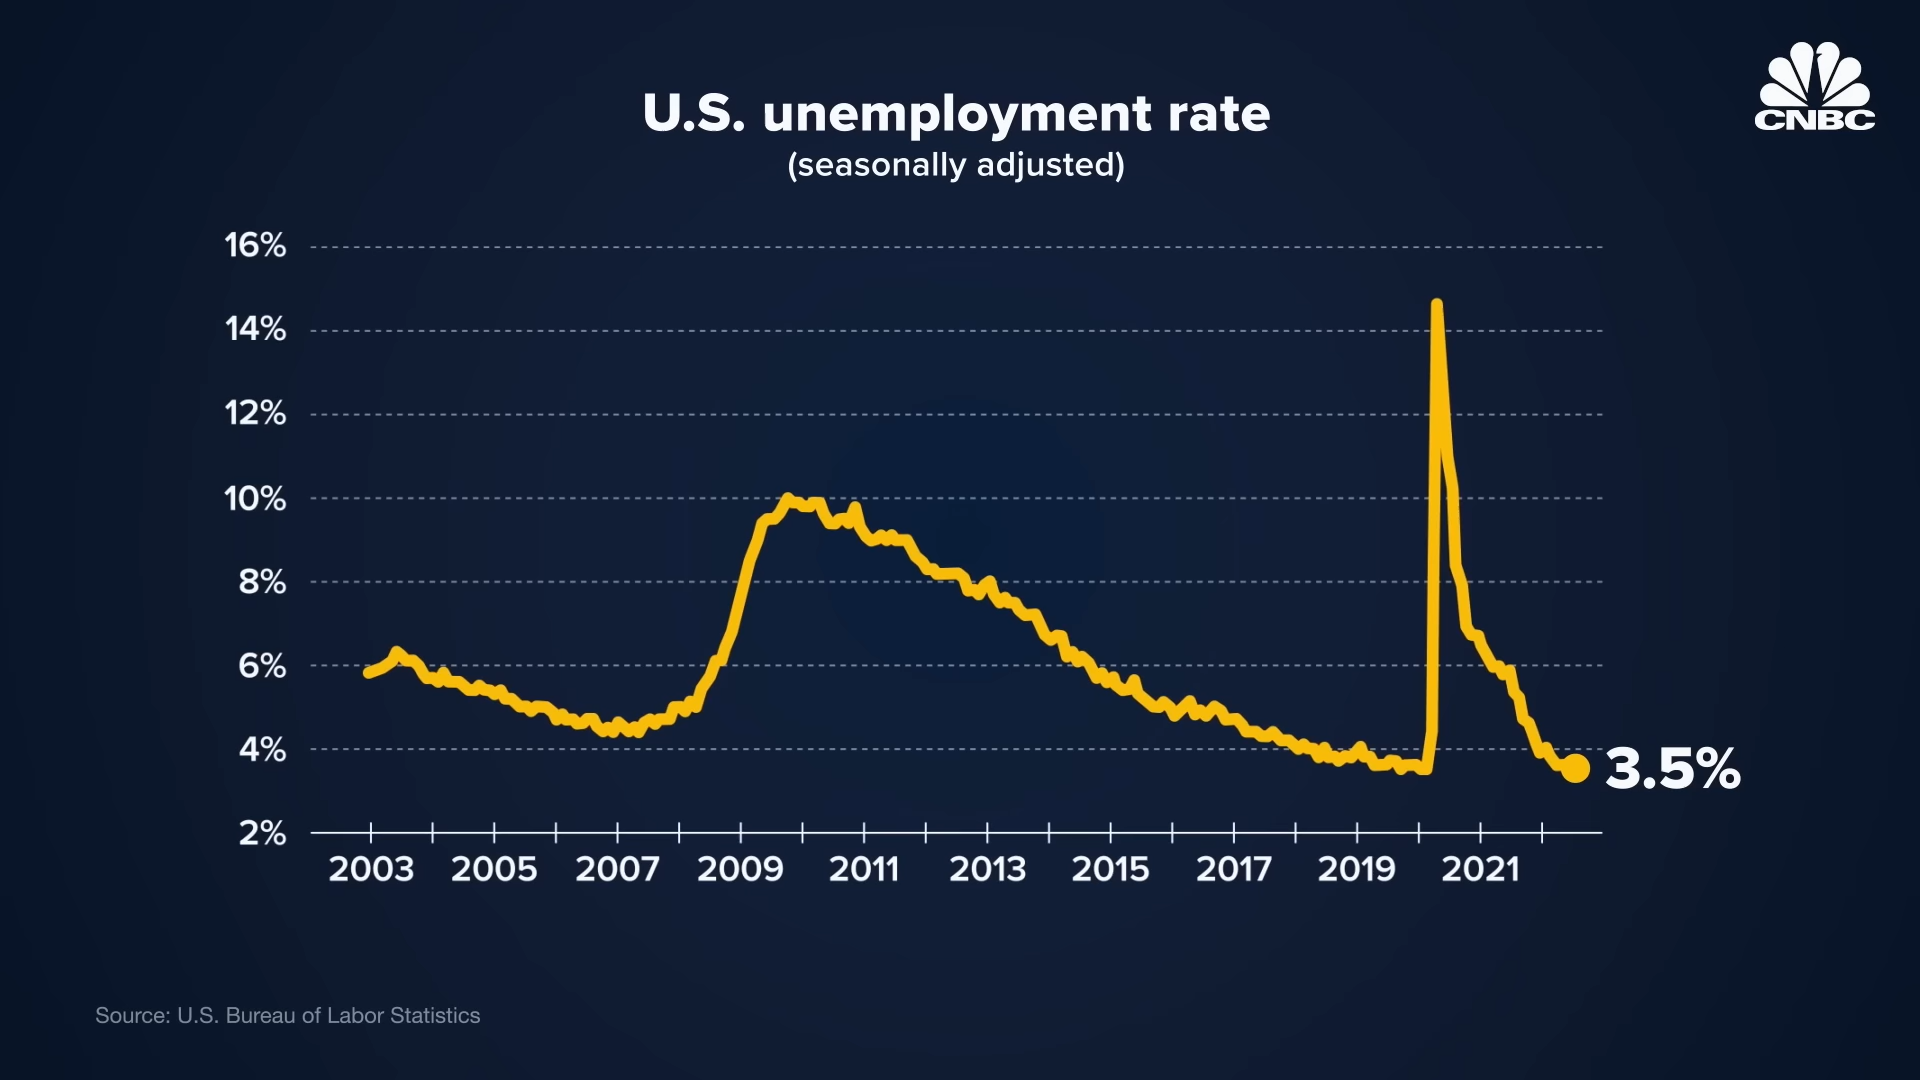 CNBC
U.S. unemployment rate
(seasonally adjusted)
16%
14%
12%
10%
8%
6%
4%
3.5%
2%
2003 2005 2007 2009 2011 2013 2015 2017 2019 2021
Source: U.S. Bureau of Labor Statistics